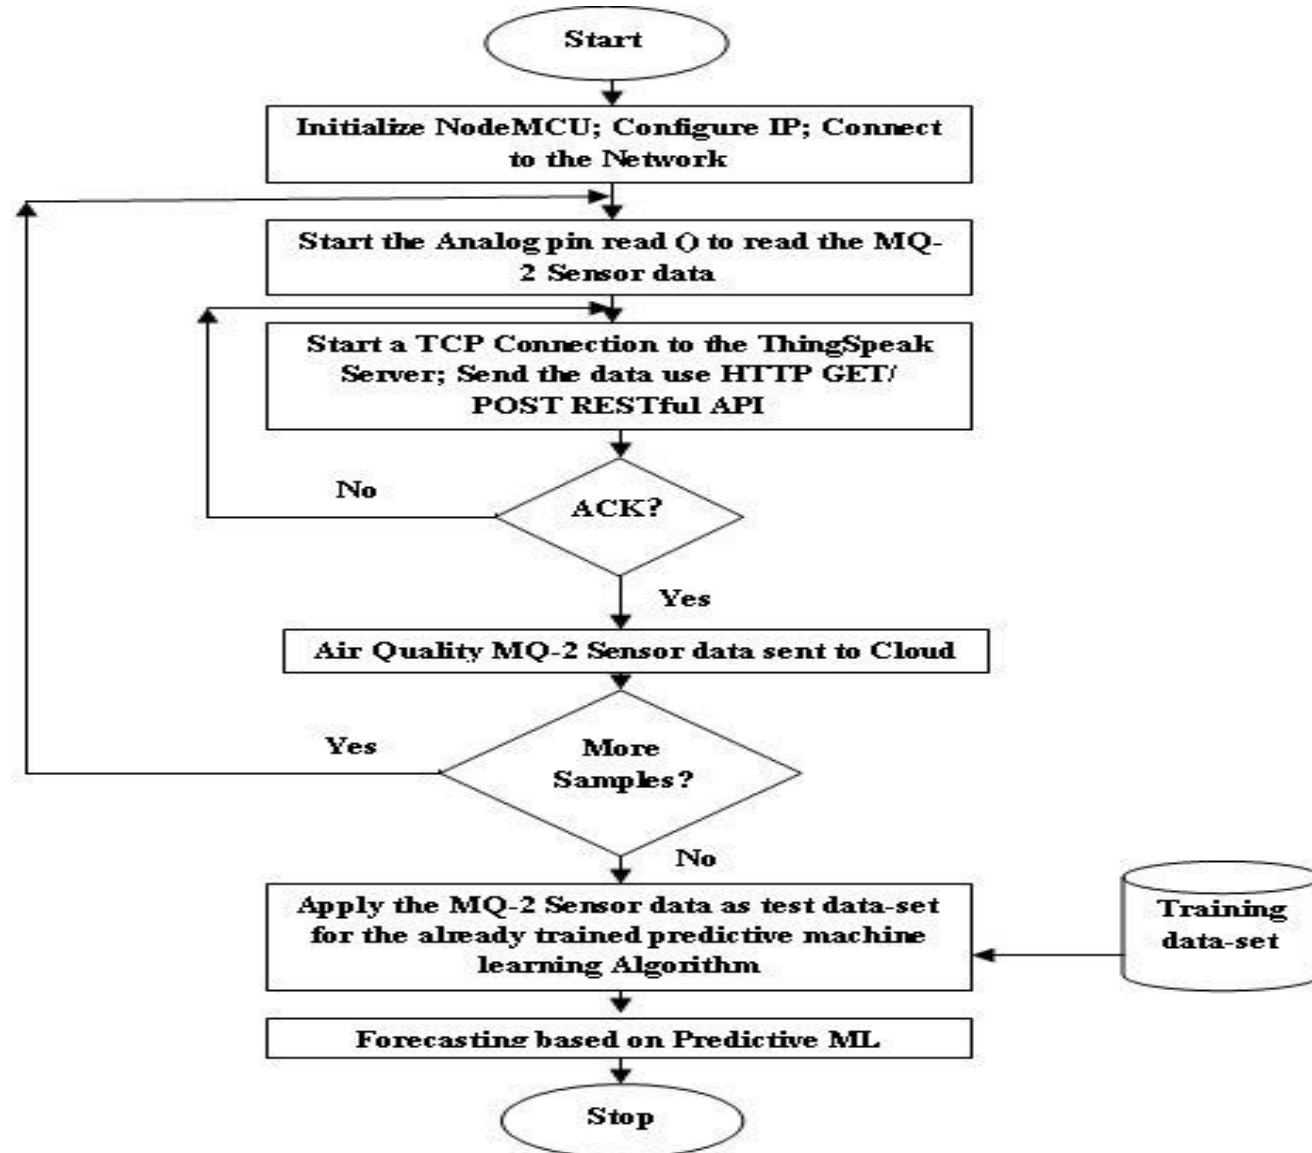 Start
Initialize NodeMCU; Configure IP; Connect
to the Network
Start the Analog pin read () to read the MQ-
2 Sensor data
Start a TCP Connection to the ThingSpeak
Server; Send the data use HTTP GET/
POST RESTful API
No
ACK?
Yes
Air Quality MQ-2 Sensor data sent to Cloud
Yes
More
Samples?
No
Apply the MQ-2 Sensor data as test data-set
for the already trained predictive machine
learning Algorithm
Training
data-set
Forecasting based on Predictive ML
Stop